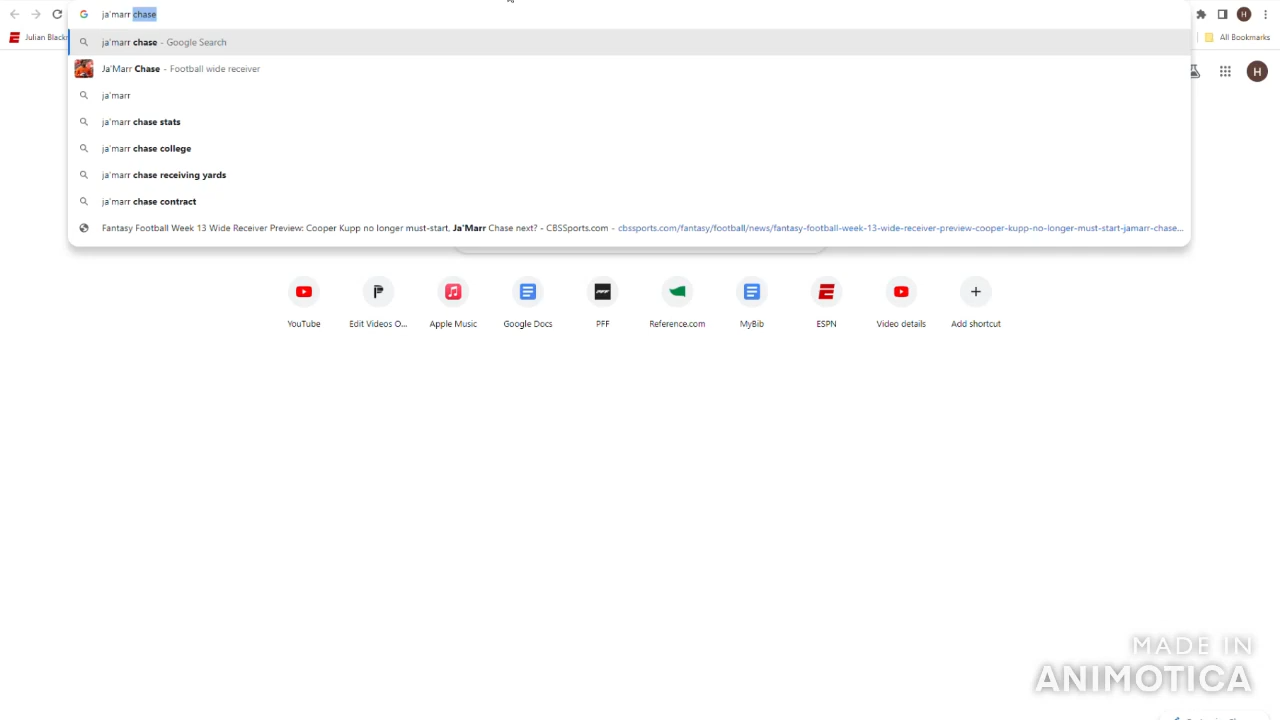 ja'marr chase
H
Julian Black
All Bookmarks
ja'marr chase - Google Search
Ja'Marr Chase - Football wide receiver
H
ja'marr
ja'marr chase stats
ja'marr chase college
ja'marr chase receiving yards
ja'marr chase contract
Fantasy Football Week 13 Wide Receiver Preview: Cooper Kupp no longer must-start, Ja'Marr Chase next? - CBSSports.com - cbssports.com/fantasy/football/news/fantasy-football-week-13-wide-receiver-preview-cooper-kupp-no-longer-must-start-jamarr-chase...
PFF
YouTube
Edit Videos O...
Apple Music
Google Docs
PFF
Reference.com
MyBib
ESPN
Video details
Add shortcut
MADE IN
ANIMOTICA